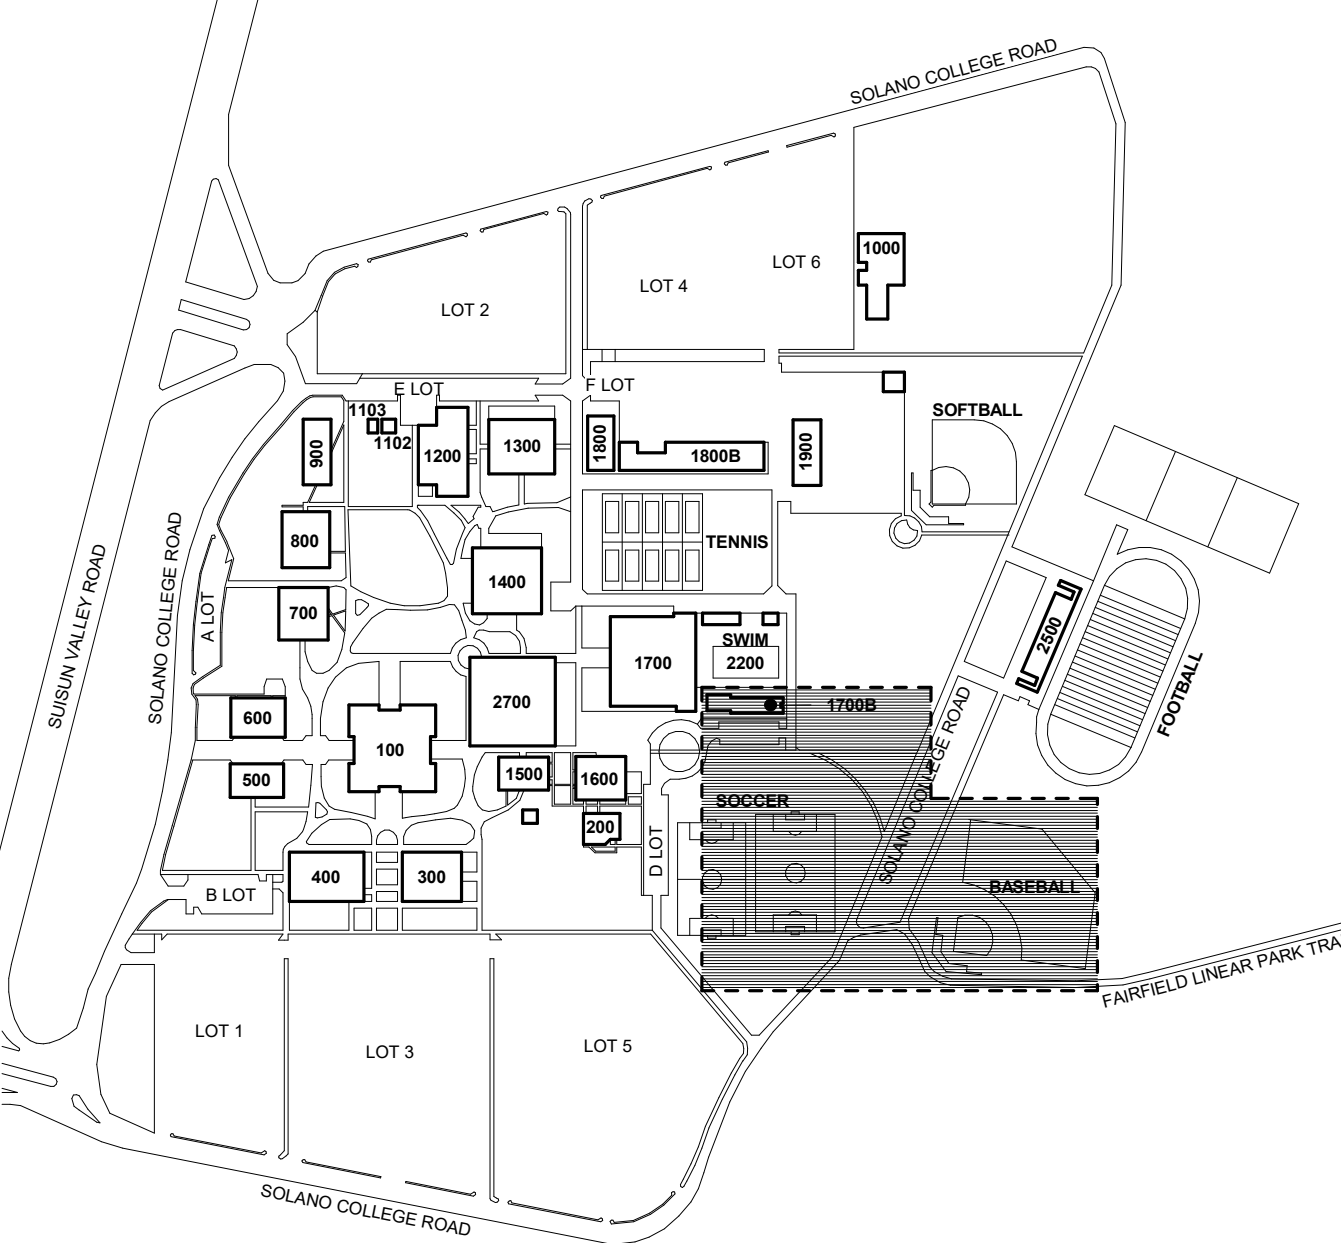 SOLANO COLLEGE ROAD
1000
LOT 6
LOT 4
LOT 2
E LOT
F LOT
1103
1102
SOFTBALL
900
1200
1300
1800
1800B
1900
800
TENNIS
1400
SUISUN VALLEY ROAD
SOLANO COLLEGE ROAD
A LOT
700
2500
SWIM
1700
2200
FOOTBALL
600
2700
1700B
100
SOLANO COLLEGE ROAD
500
1500
1600
SOCCER
200
D LOT
400
300
BASEBALL
B LOT
FAIRFIELD LINEAR PARK TRA
LOT 1
LOT 3
LOT 5
SOLANO COLLEGE ROAD